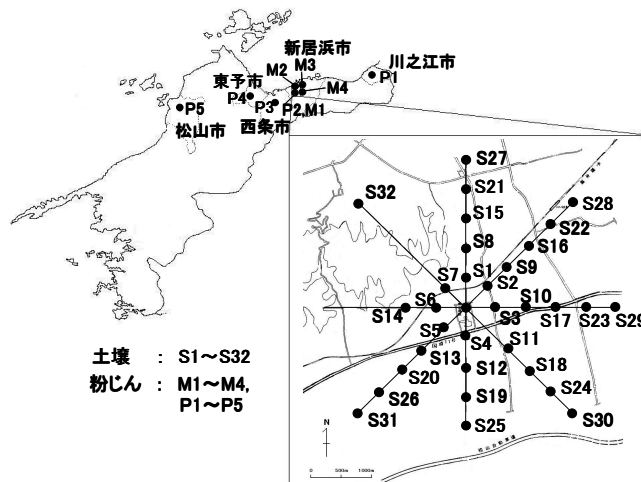 新居浜市
川之江市
M3
M2
P1
東予市
M4
P4
P3
P5
P2,M1
西条市
松山市
S27
S32
S21
S28
S15
S22
S16
S8
S9
S7
S1
S2
S6
S10
S14
S3
S17
S23
S29
S5
S4
S11
S13
S12
S18
S20
S24
S26
S19
S31
S25
S30
土壌 : S1～S32
粉じん : M1～M4,
P1～P5
N
0 500m 1000m